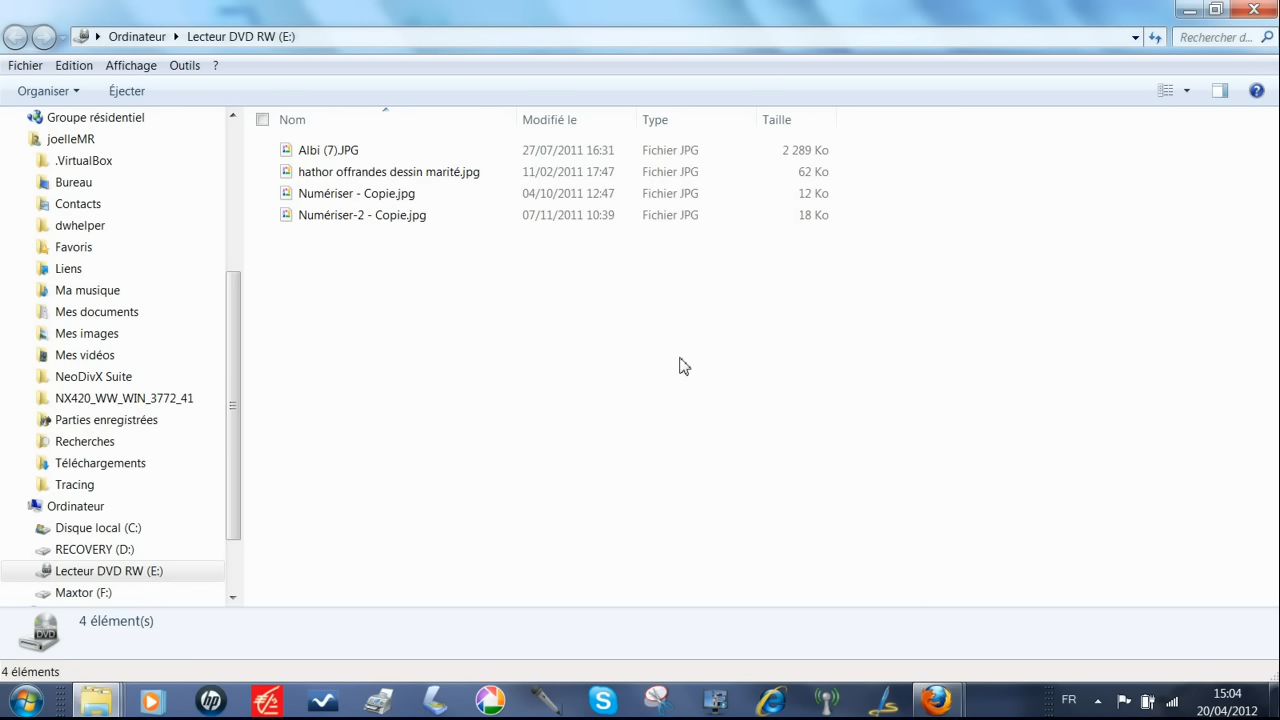 Ordinateur Lecteur DVD RW (E:) Rechercher d...
Fichier Edition Affichage Outils ?
Organiser Éjecter
Groupe résidentiel
joelleMR
.VirtualBox
Bureau
Contacts
dwhelper
Favoris
Liens
Ma musique
Mes documents
Mes images
Mes vidéos
NeoDivX Suite
NX420_WW_WIN_3772_41
Parties enregistrées
Recherches
Téléchargements
Tracing
Ordinateur
Disque local (C:)
RECOVERY (D:)
Lecteur DVD RW (E:)
Maxtor (F:)
Nom Modifié le Type Taille
Albi (7).JPG 27/07/2011 16:31 Fichier JPG 2 289 Ko
hathor offrandes dessin marité.jpg 11/02/2011 17:47 Fichier JPG 62 Ko
Numériser - Copie.jpg 04/10/2011 12:47 Fichier JPG 12 Ko
Numériser-2 - Copie.jpg 07/11/2011 10:39 Fichier JPG 18 Ko
DVD
4 élément(s)
4 éléments
hp
S
FR
15:04
20/04/2012